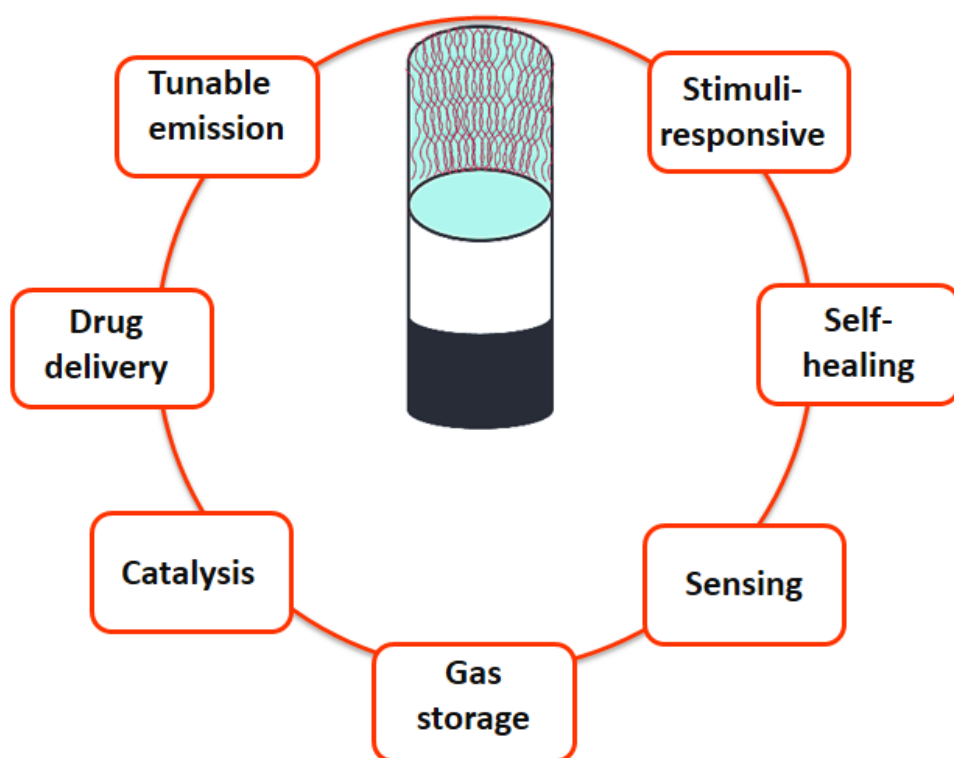 Tunable
emission
Stimuli-
responsive
Drug
delivery
Self-
healing
Catalysis
Sensing
Gas
storage